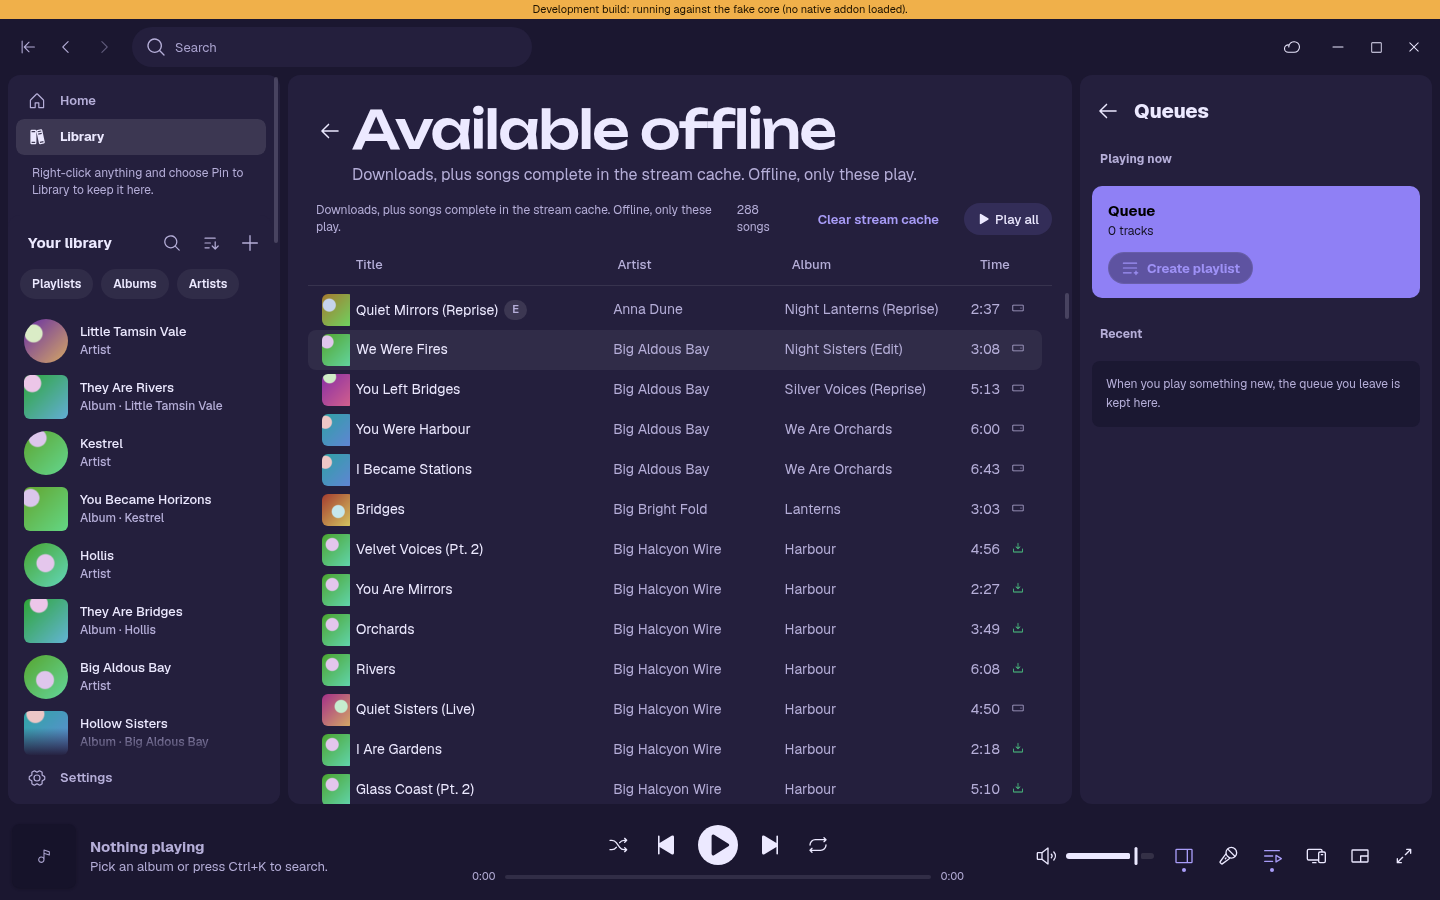 Development build: running against the fake core (no native addon loaded).
Search
Home
Library
Right-click anything and choose Pin to
Library to keep it here.
Your library
Playlists
Albums
Artists
Little Tamsin Vale
Artist
They Are Rivers
Album · Little Tamsin Vale
Kestrel
Artist
You Became Horizons
Album · Kestrel
Hollis
Artist
They Are Bridges
Album · Hollis
Big Aldous Bay
Artist
Hollow Sisters
Album · Big Aldous Bay
Settings
Available offline
Downloads, plus songs complete in the stream cache. Offline, only these play.
Downloads, plus songs complete in the stream cache. Offline, only these
play.
288
songs
Clear stream cache
Play all
Title Artist Album Time
Quiet Mirrors (Reprise) E Anna Dune Night Lanterns (Reprise) 2:37
We Were Fires Big Aldous Bay Night Sisters (Edit) 3:08
You Left Bridges Big Aldous Bay Silver Voices (Reprise) 5:13
You Were Harbour Big Aldous Bay We Are Orchards 6:00
I Became Stations Big Aldous Bay We Are Orchards 6:43
Bridges Big Bright Fold Lanterns 3:03
Velvet Voices (Pt. 2) Big Halcyon Wire Harbour 4:56
You Are Mirrors Big Halcyon Wire Harbour 2:27
Orchards Big Halcyon Wire Harbour 3:49
Rivers Big Halcyon Wire Harbour 6:08
Quiet Sisters (Live) Big Halcyon Wire Harbour 4:50
I Are Gardens Big Halcyon Wire Harbour 2:18
Glass Coast (Pt. 2) Big Halcyon Wire Harbour 5:10
Queues
Playing now
Queue
0 tracks
Create playlist
Recent
When you play something new, the queue you leave is
kept here.
Nothing playing
Pick an album or press Ctrl+K to search.
0:00
0:00